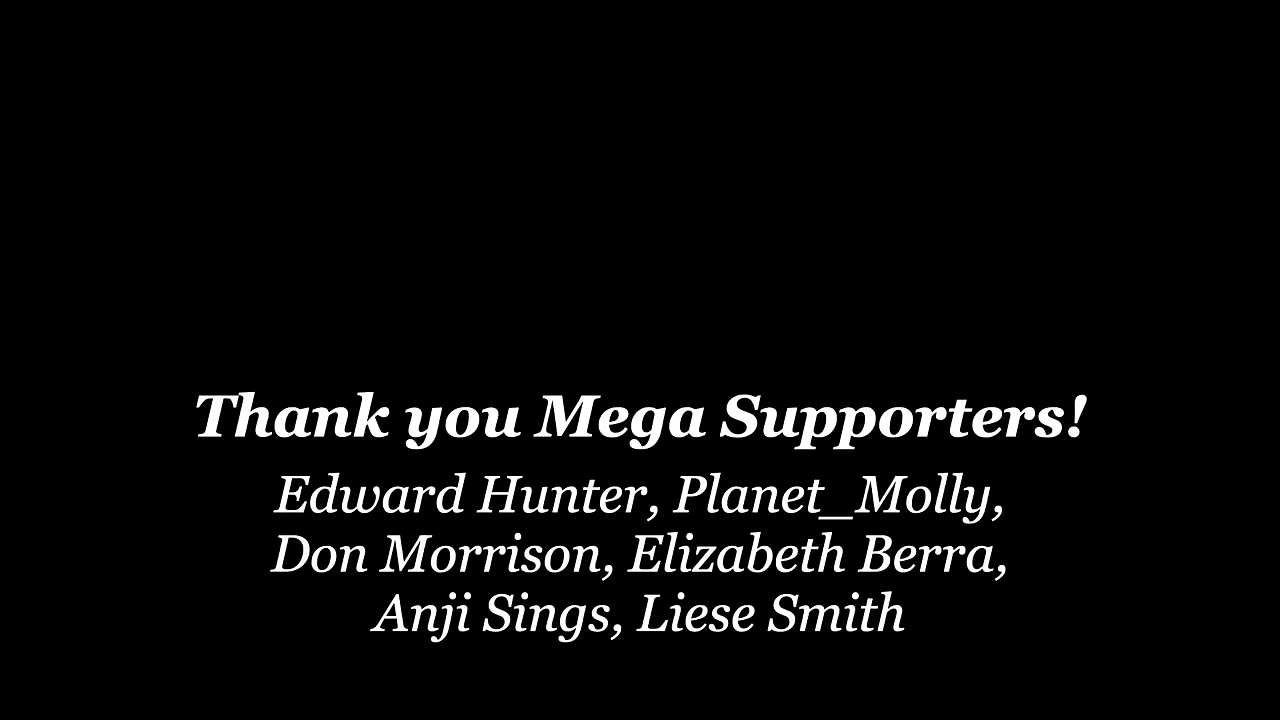 Thank you Mega Supporters!
Edward Hunter, Planet_Molly,
Don Morrison, Elizabeth Berra,
Anji Sings, Liese Smith